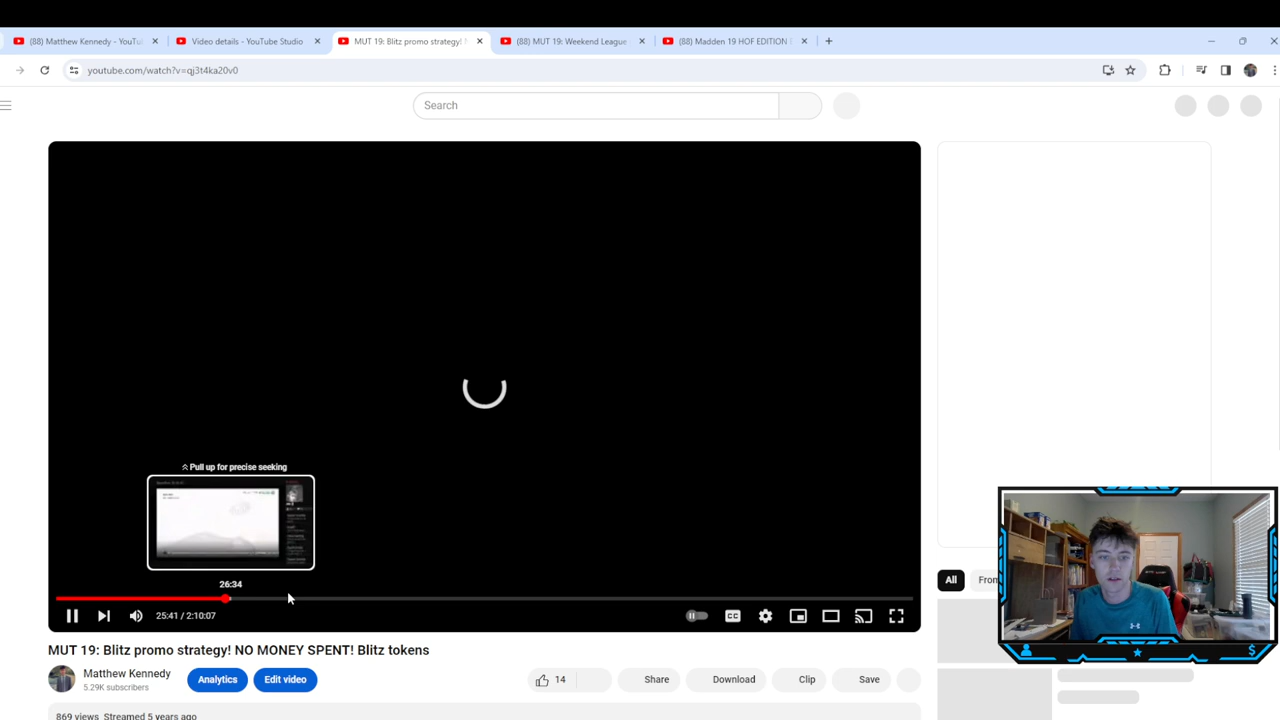 (88) Matthew Kennedy - YouTu
Video details - YouTube Studio
MUT 19: Blitz promo strategy!
(88) MUT 19: Weekend League
(88) Madden 19 HOF EDITION
youtube.com/watch?v=qj3t4ka20v0
Search
Pull up for precise seeking
26:34
25:41 / 2:10:07
CC
MUT 19: Blitz promo strategy! NO MONEY SPENT! Blitz tokens
Matthew Kennedy
5.29K subscribers
Analytics
Edit video
14
Share
Download
Clip
Save
All
From
869 views Streamed 5 years ago